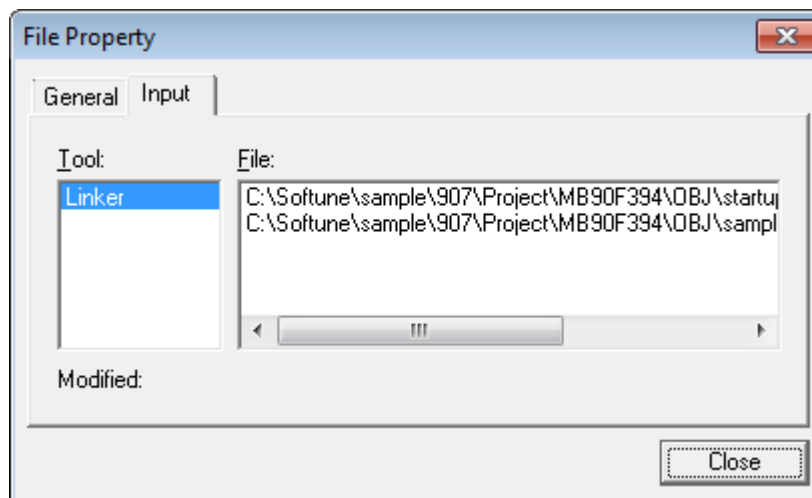 File Property
General Input
Tool: File:
Linker
C:\Softune\sample\907\Project\MB90F394\OBJ\startu
C:\Softune\sample\907\Project\MB90F394\OBJ\sampl
Modified:
Close